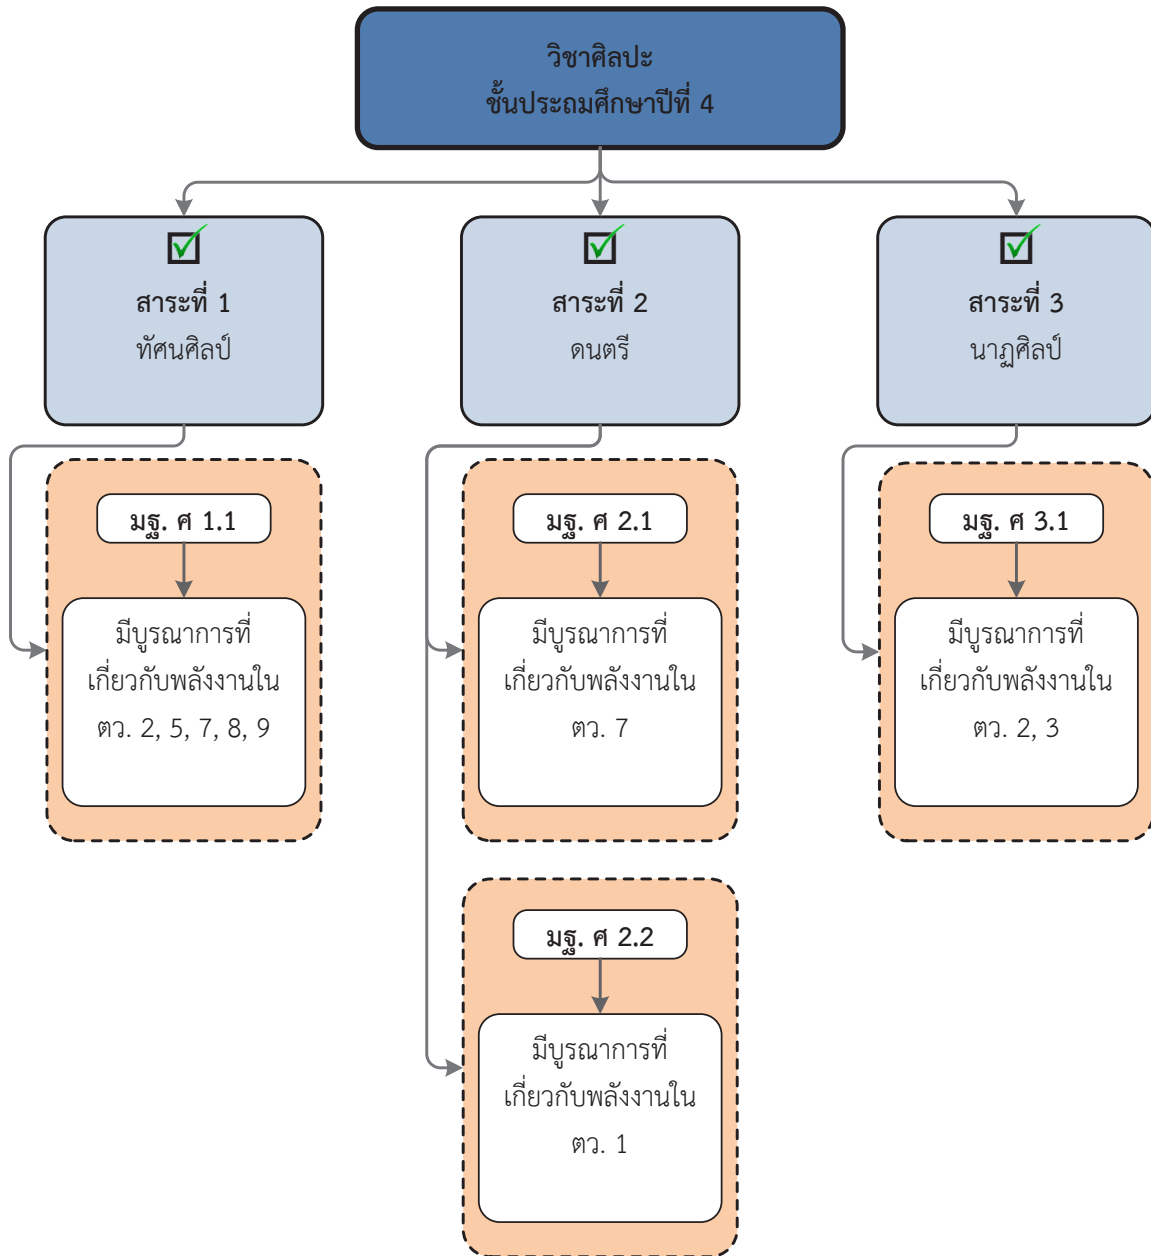 วิชาศิลปะ
ชั้นประถมศึกษาปีที่ 4
สาระที่ 1
ทัศนศิลป์
สาระที่ 2
ดนตรี
สาระที่ 3
นาฏศิลป์
มฐ. ศ 1.1
มีบูรณาการที่
เกี่ยวกับพลังงานใน
ตว. 2, 5, 7, 8, 9
มฐ. ศ 2.1
มีบูรณาการที่
เกี่ยวกับพลังงานใน
ตว. 7
มฐ. ศ 3.1
มีบูรณาการที่
เกี่ยวกับพลังงานใน
ตว. 2, 3
มฐ. ศ 2.2
มีบูรณาการที่
เกี่ยวกับพลังงานใน
ตว. 1